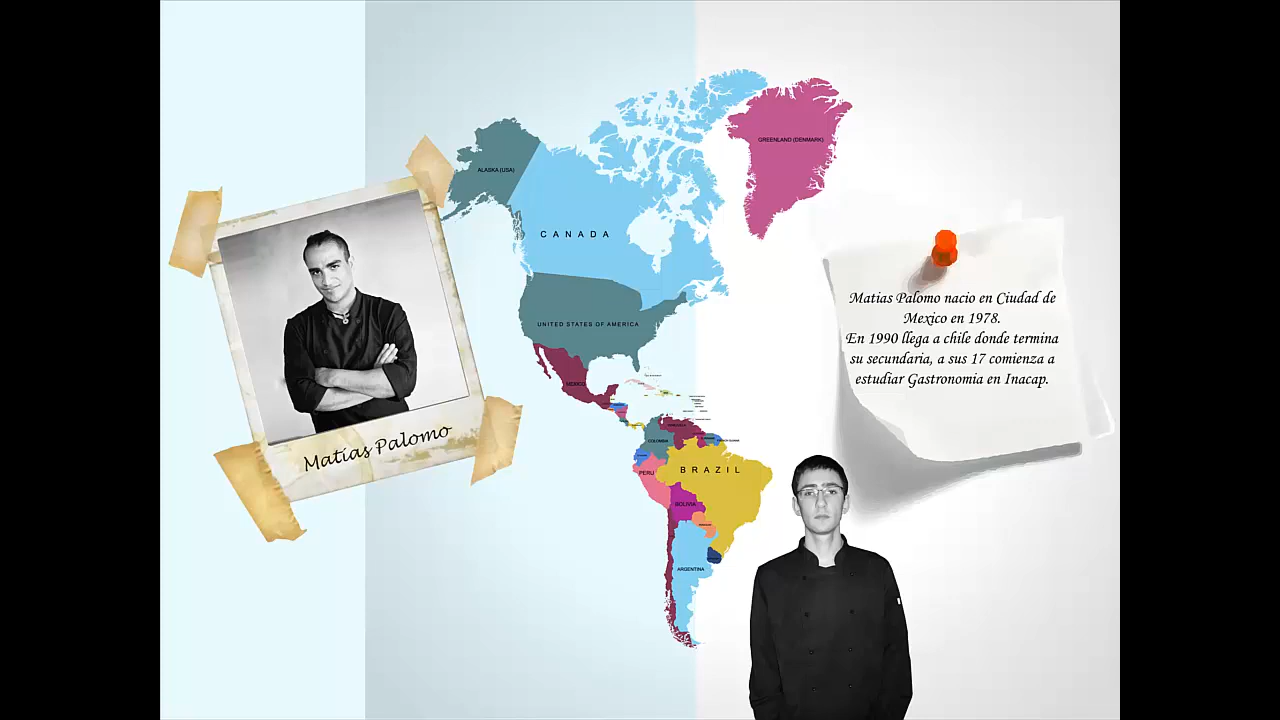 GREENLAND (DENMARK)
ALASKA (USA)
CANADA
UNITED STATES OF AMERICA
MEXICO
Matias Palomo nacio en Ciudad de
Mexico en 1978.
En 1990 llega a chile donde termina
su secundaria, a sus 17 comienza a
estudiar Gastronomia en Inacap.
Matias Palomo
COLOMBIA
BRAZIL
PERU
BOLIVIA
ARGENTINA